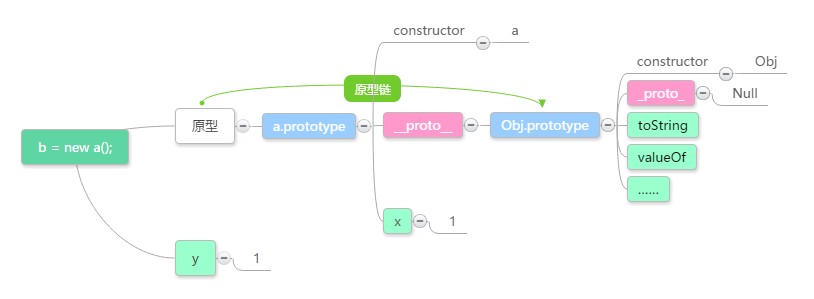 constructor
a
constructor
Obj
原型链
_proto_
Null
原型
a.prototype
__proto__
Obj.prototype
toString
b = new a();
valueOf
......
x
1
y
1